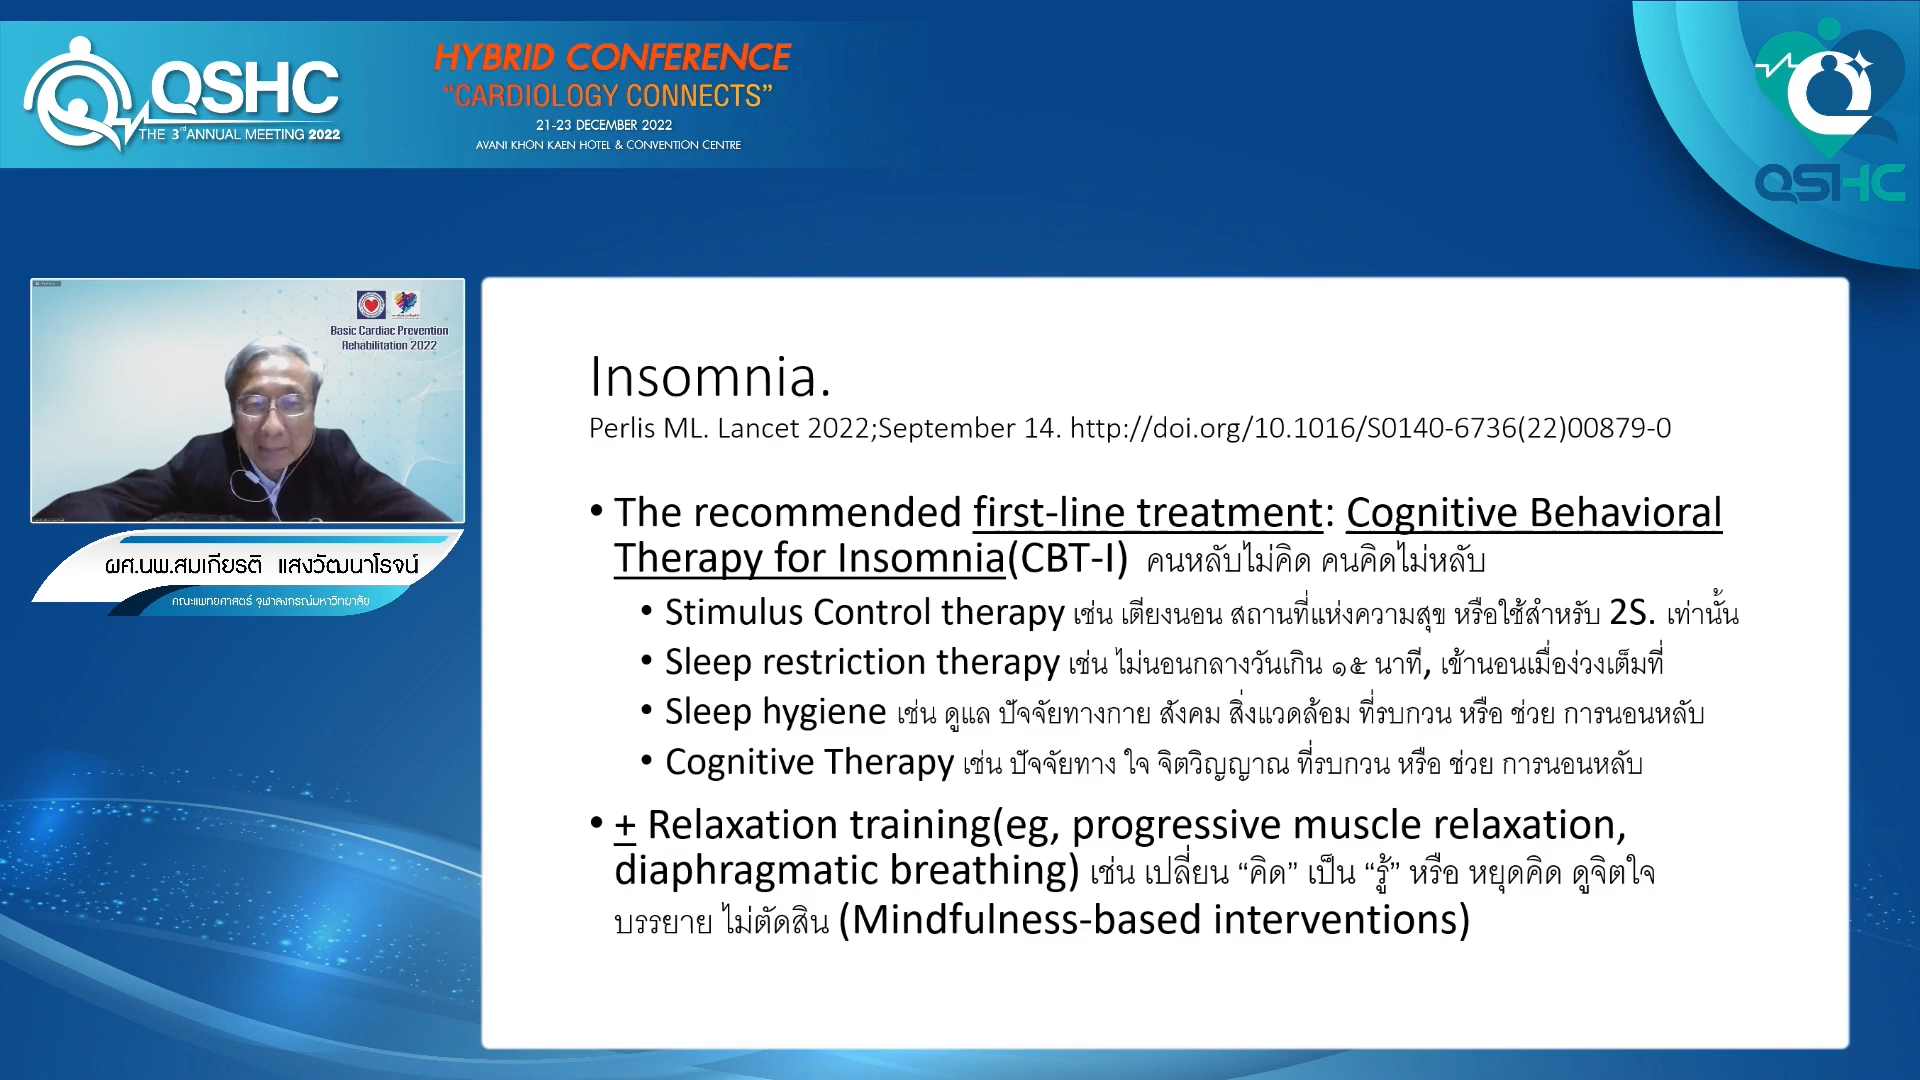 QSHC
THE 3rd ANNUAL MEETING 2022
HYBRID CONFERENCE
“CARDIOLOGY CONNECTS”
21-23 DECEMBER 2022
AVANI KHON KAEN HOTEL & CONVENTION CENTRE
QSHC
Basic Cardiac Prevention
Rehabilitation 2022
ผศ.นพ.สมเกียรติ แสงวัฒนาโรจน์
คณะแพทยศาสตร์ จุฬาลงกรณ์มหาวิทยาลัย
Insomnia.
Perlis ML. Lancet 2022;September 14. http://doi.org/10.1016/S0140-6736(22)00879-0
• The recommended first-line treatment: Cognitive Behavioral
Therapy for Insomnia(CBT-I) คนหลับไม่คิด คนคิดไม่หลับ
• Stimulus Control therapy เช่น เตียงนอน สถานที่แห่งความสุข หรือใช้สำหรับ 2S. เท่านั้น
• Sleep restriction therapy เช่น ไม่นอนกลางวันเกิน ๑๕ นาที, เข้านอนเมื่อง่วงเต็มที่
• Sleep hygiene เช่น ดูแล ปัจจัยทางกาย สังคม สิ่งแวดล้อม ที่รบกวน หรือ ช่วย การนอนหลับ
• Cognitive Therapy เช่น ปัจจัยทาง ใจ จิตวิญญาณ ที่รบกวน หรือ ช่วย การนอนหลับ
• + Relaxation training(eg, progressive muscle relaxation,
diaphragmatic breathing) เช่น เปลี่ยน “คิด” เป็น “รู้” หรือ หยุดคิด ดูจิตใจ
บรรยาย ไม่ตัดสิน (Mindfulness-based interventions)